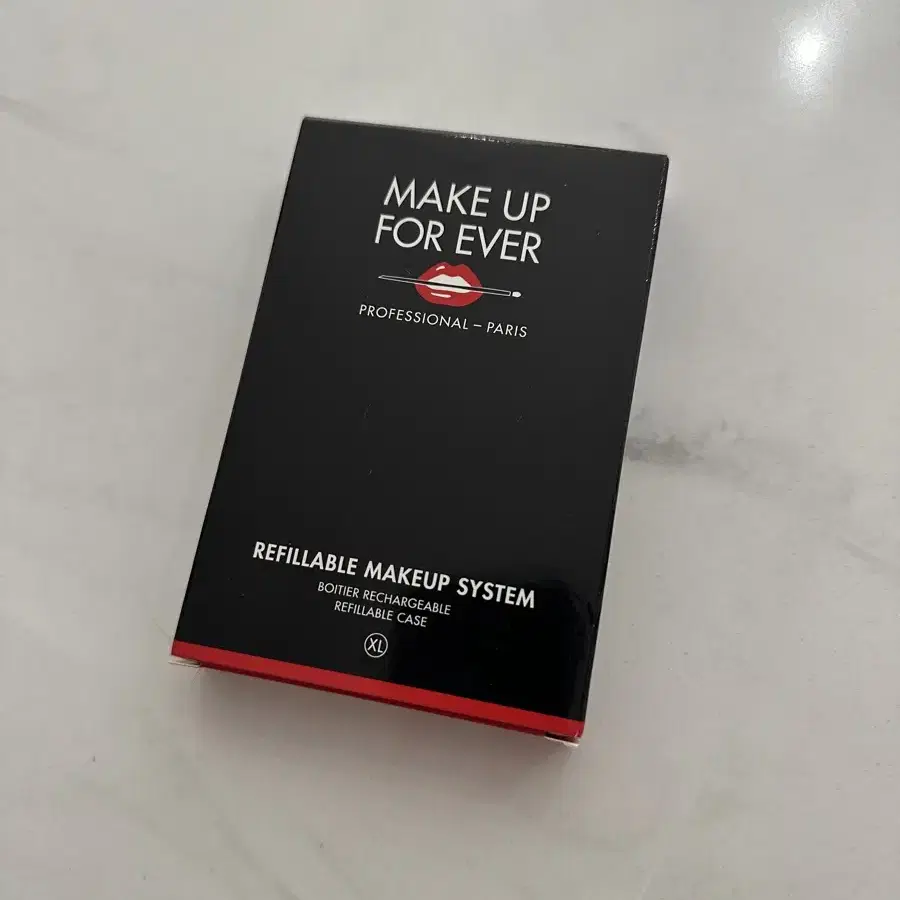 MAKE UP
FOR EVER
PROFESSIONAL – PARIS
REFILLABLE MAKEUP SYSTEM
BOITIER RECHARGEABLE
REFILLABLE CASE
XL